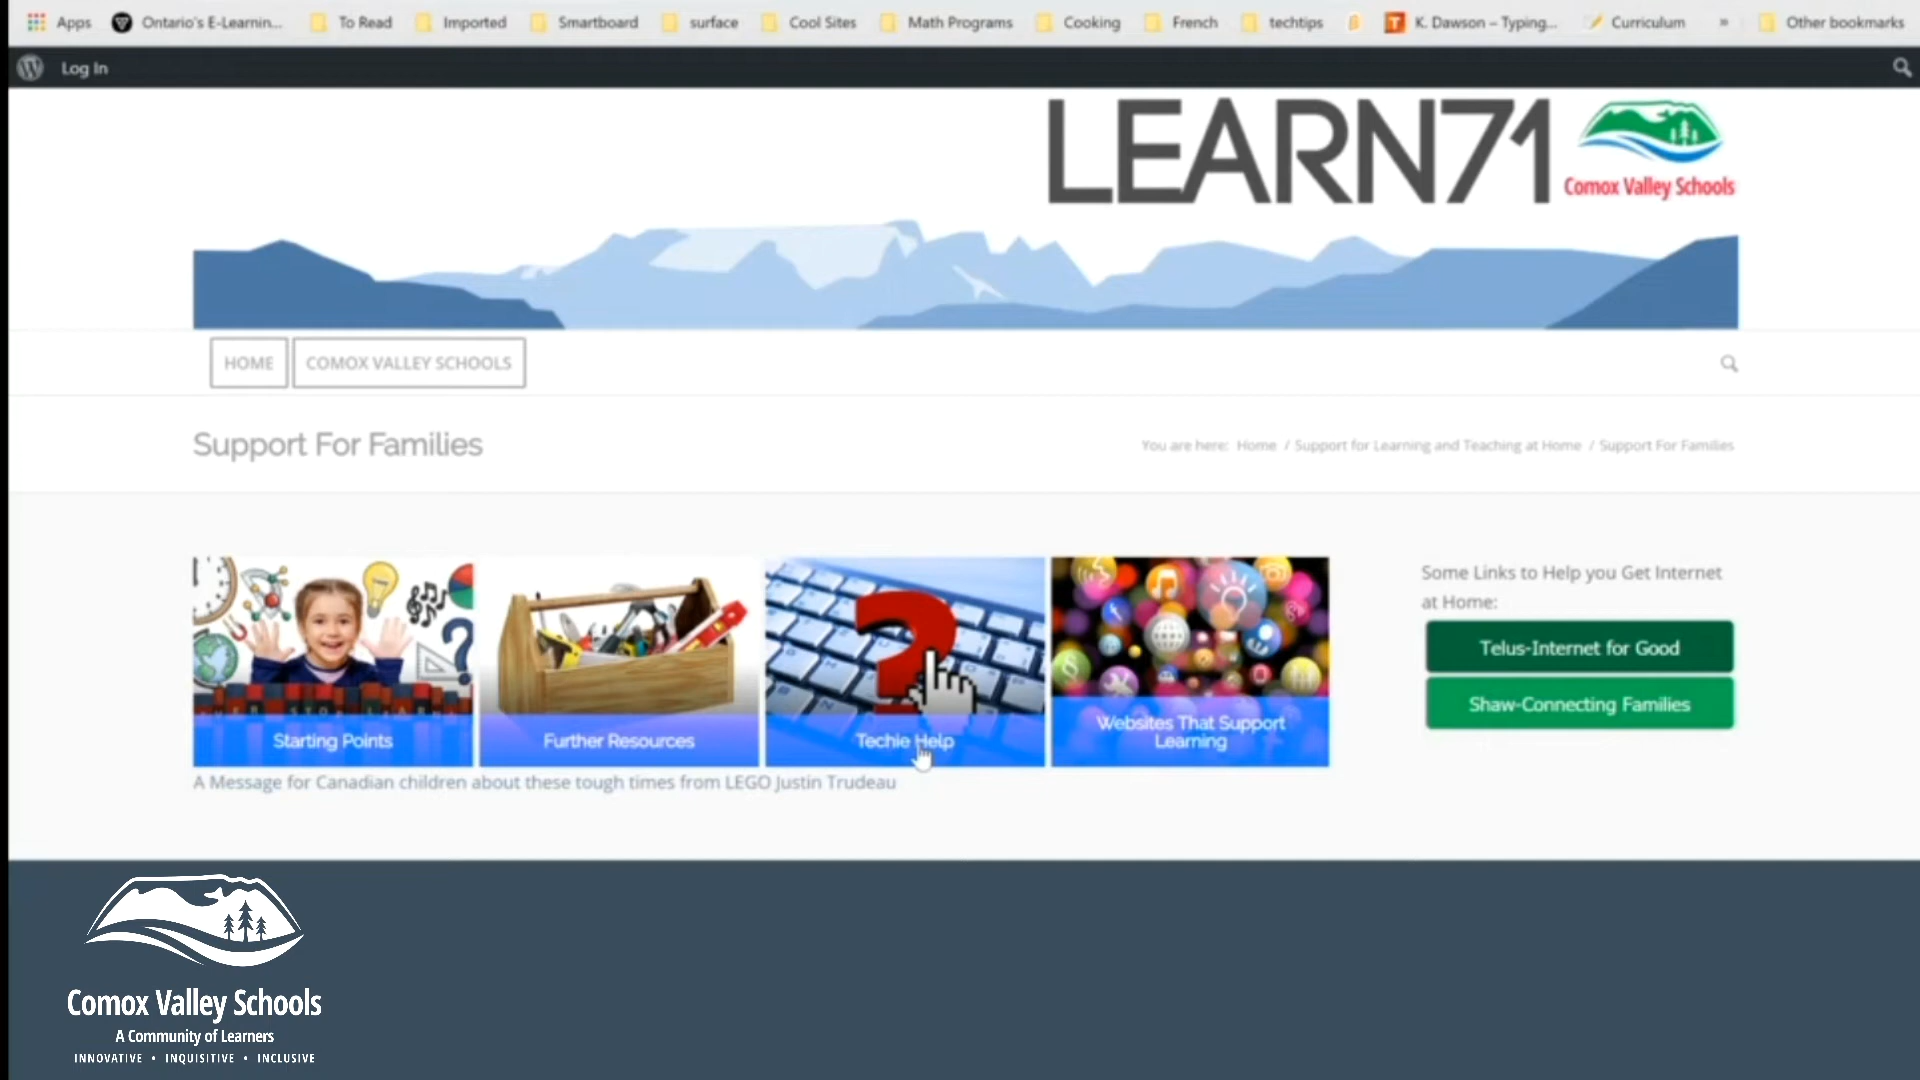 Apps Ontario's E-Learnin... To Read Imported Smartboard surface Cool Sites Math Programs Cooking French techtips K. Dawson – Typing... Curriculum » Other bookmarks
Log In
LEARN71
Comox Valley Schools
HOME COMOX VALLEY SCHOOLS
Support For Families
You are here: Home / Support for Learning and Teaching at Home / Support For Families
Starting Points
Further Resources
Techie Help
Websites That Support
Learning
Some Links to Help you Get Internet
at Home:
Telus-Internet for Good
Shaw-Connecting Families
A Message for Canadian children about these tough times from LEGO Justin Trudeau
Comox Valley Schools
A Community of Learners
INNOVATIVE • INQUISITIVE • INCLUSIVE